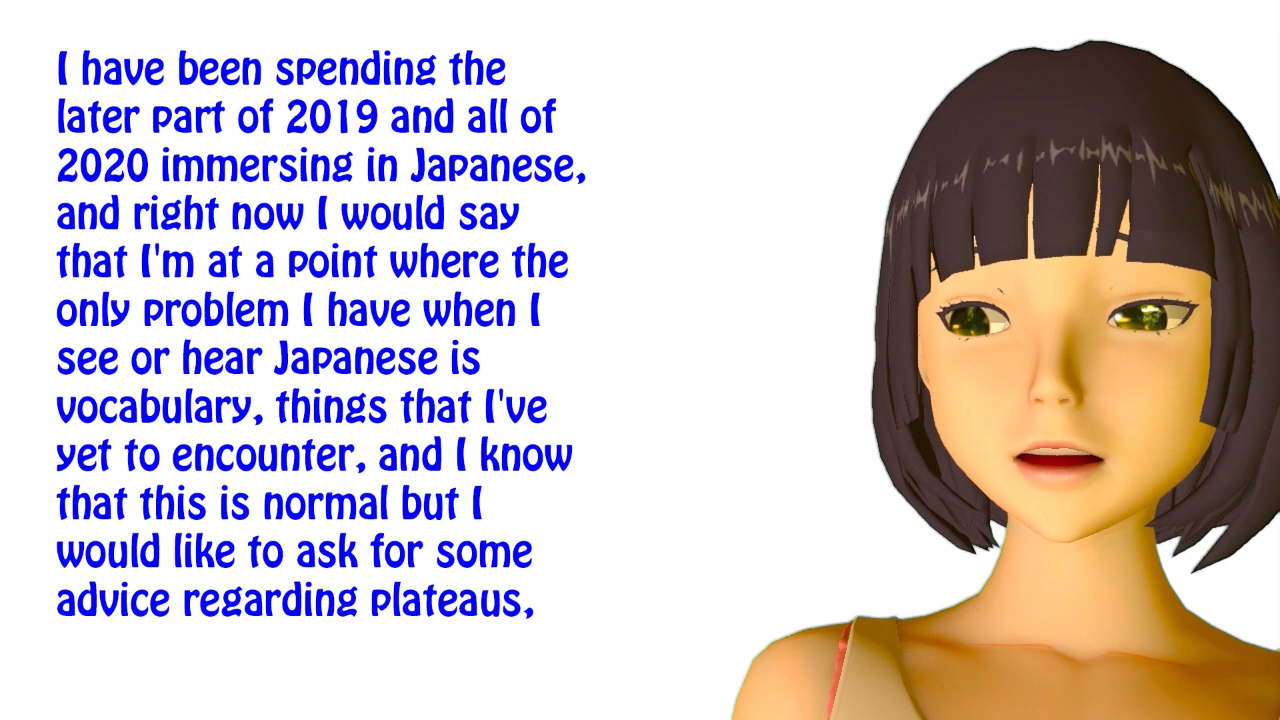 I have been spending the
later part of 2019 and all of
2020 immersing in Japanese,
and right now I would say
that I'm at a point where the
only problem I have when I
see or hear Japanese is
vocabulary, things that I've
yet to encounter, and I know
that this is normal but I
would like to ask for some
advice regarding plateaus,